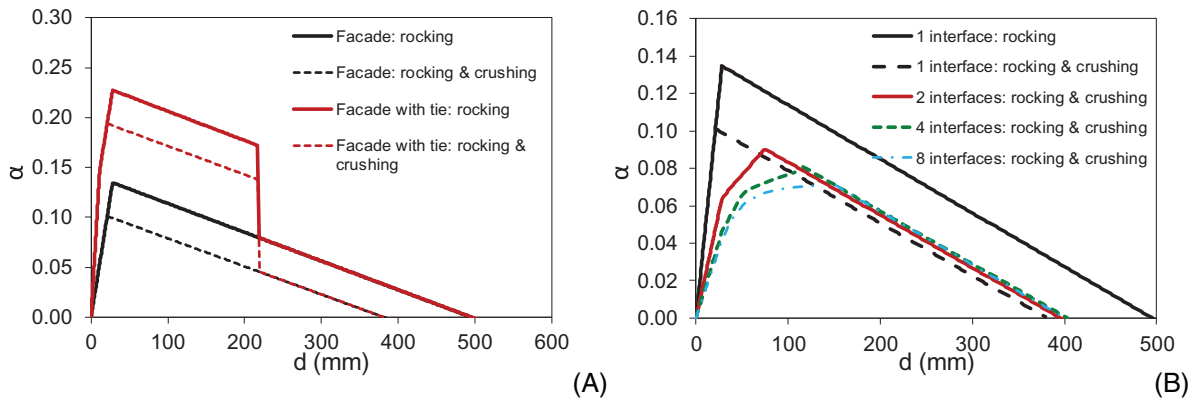 0.30
0.25
0.20
0.15
0.10
0.05
0.00
α
0
100
200
300
400
500
600
d (mm)
Facade: rocking
Facade: rocking & crushing
Facade with tie: rocking
Facade with tie: rocking &
crushing
(A)
0.16
0.14
0.12
0.10
0.08
0.06
0.04
0.02
0.00
α
0
100
200
300
400
500
d (mm)
1 interface: rocking
1 interface: rocking & crushing
2 interfaces: rocking & crushing
4 interfaces: rocking & crushing
8 interfaces: rocking & crushing
(B)